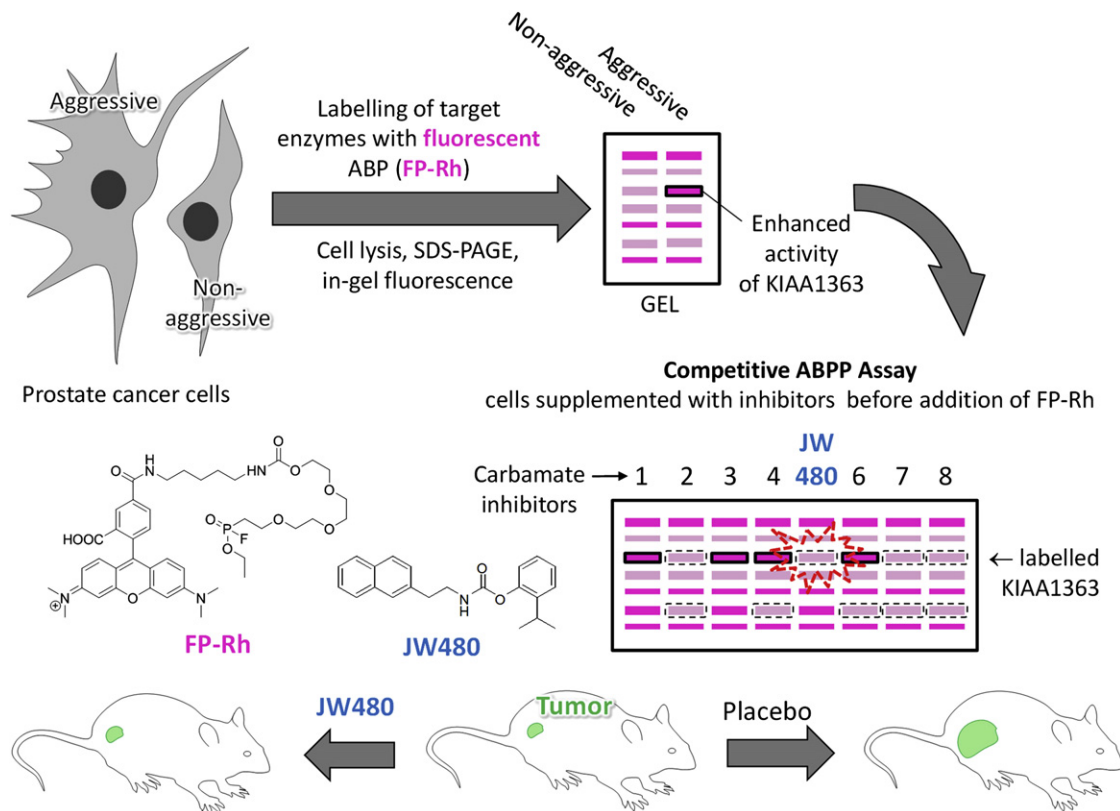 Aggressive
Non-
aggressive
Prostate cancer cells
Labelling of target
enzymes with fluorescent
ABP (FP-Rh)
Cell lysis, SDS-PAGE,
in-gel fluorescence
Non-aggressive
Aggressive
GEL
Enhanced
activity
of KIAA1363
Competitive ABPP Assay
cells supplemented with inhibitors before addition of FP-Rh
Carbamate →
inhibitors
1 2 3 4 JW 480 6 7 8
← labelled
KIAA1363
O
N
H
HN
O
O
O
O
O
O
O
P
F
O
HOOC
N
⊕
O
N
FP-Rh
N
H
O
O
JW480
JW480
Tumor
Placebo